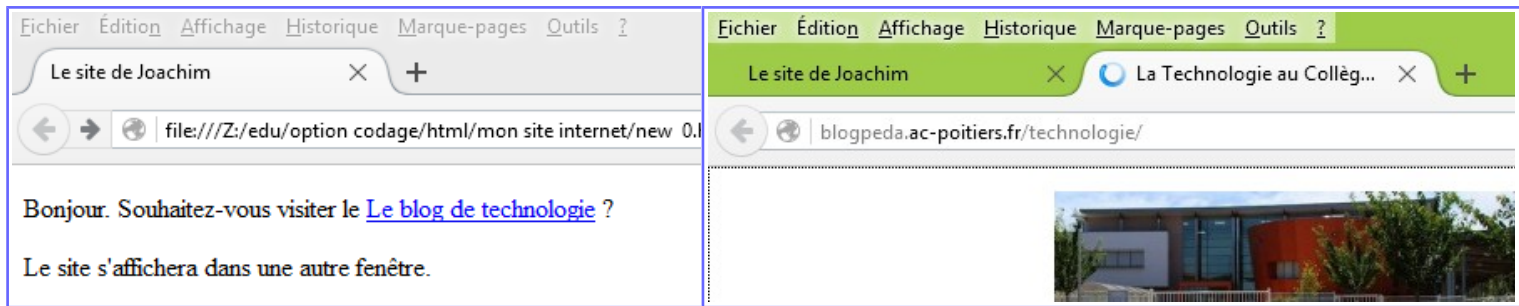 Fichier Édition Affichage Historique Marque-pages Outils ?
Le site de Joachim
file:///Z:/edu/option codage/html/mon site internet/new 0.h
Bonjour. Souhaitez-vous visiter le Le blog de technologie ?
Le site s'affichera dans une autre fenêtre.
Fichier Édition Affichage Historique Marque-pages Outils ?
Le site de Joachim La Technologie au Collèg...
blogpeda.ac-poitiers.fr/technologie/